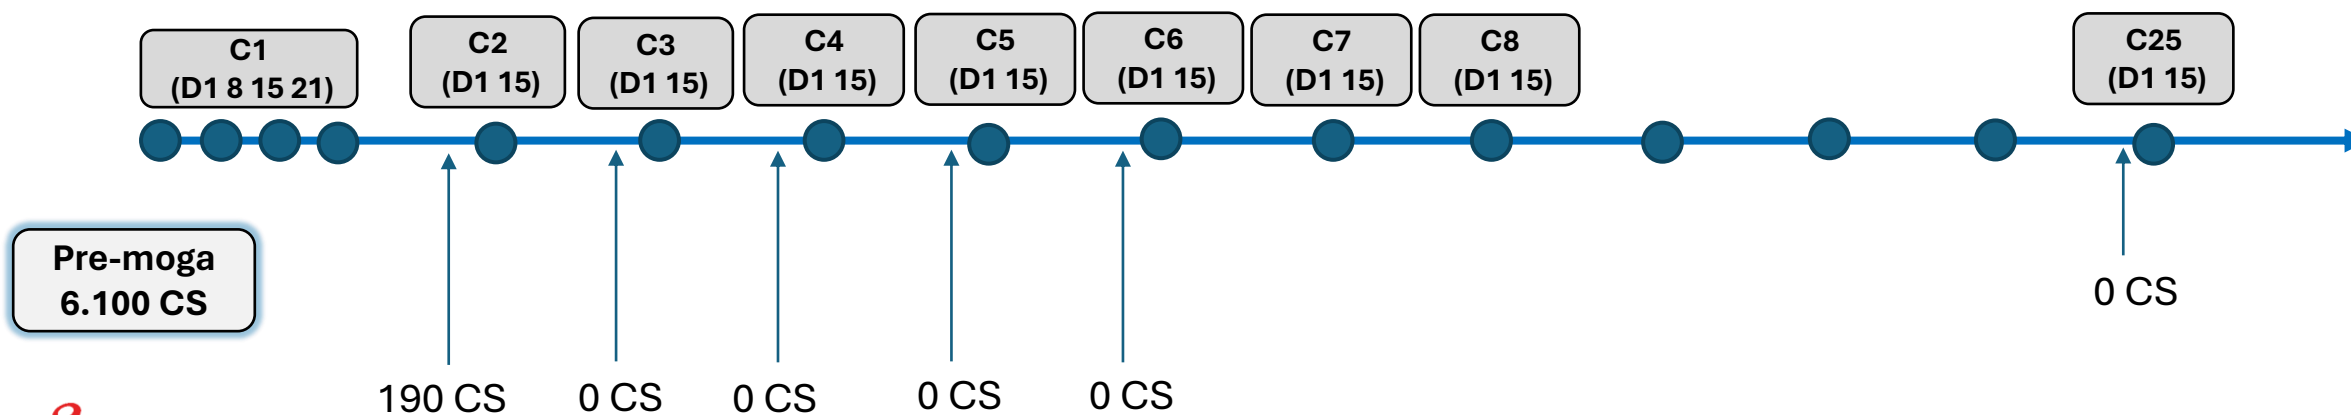 C1
(D1 8 15 21)
C2
(D1 15)
C3
(D1 15)
C4
(D1 15)
C5
(D1 15)
C6
(D1 15)
C7
(D1 15)
C8
(D1 15)
C25
(D1 15)
Pre-moga
6.100 CS
190 CS
0 CS
0 CS
0 CS
0 CS
0 CS